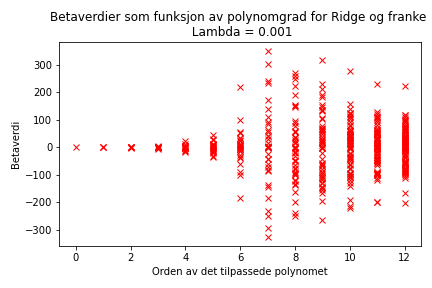 Betaverdier som funksjon av polynomgrad for Ridge og franke
Lambda = 0.001
300
200
100
0
−100
−200
−300
Betaverdi
0 2 4 6 8 10 12
Orden av det tilpassede polynomet